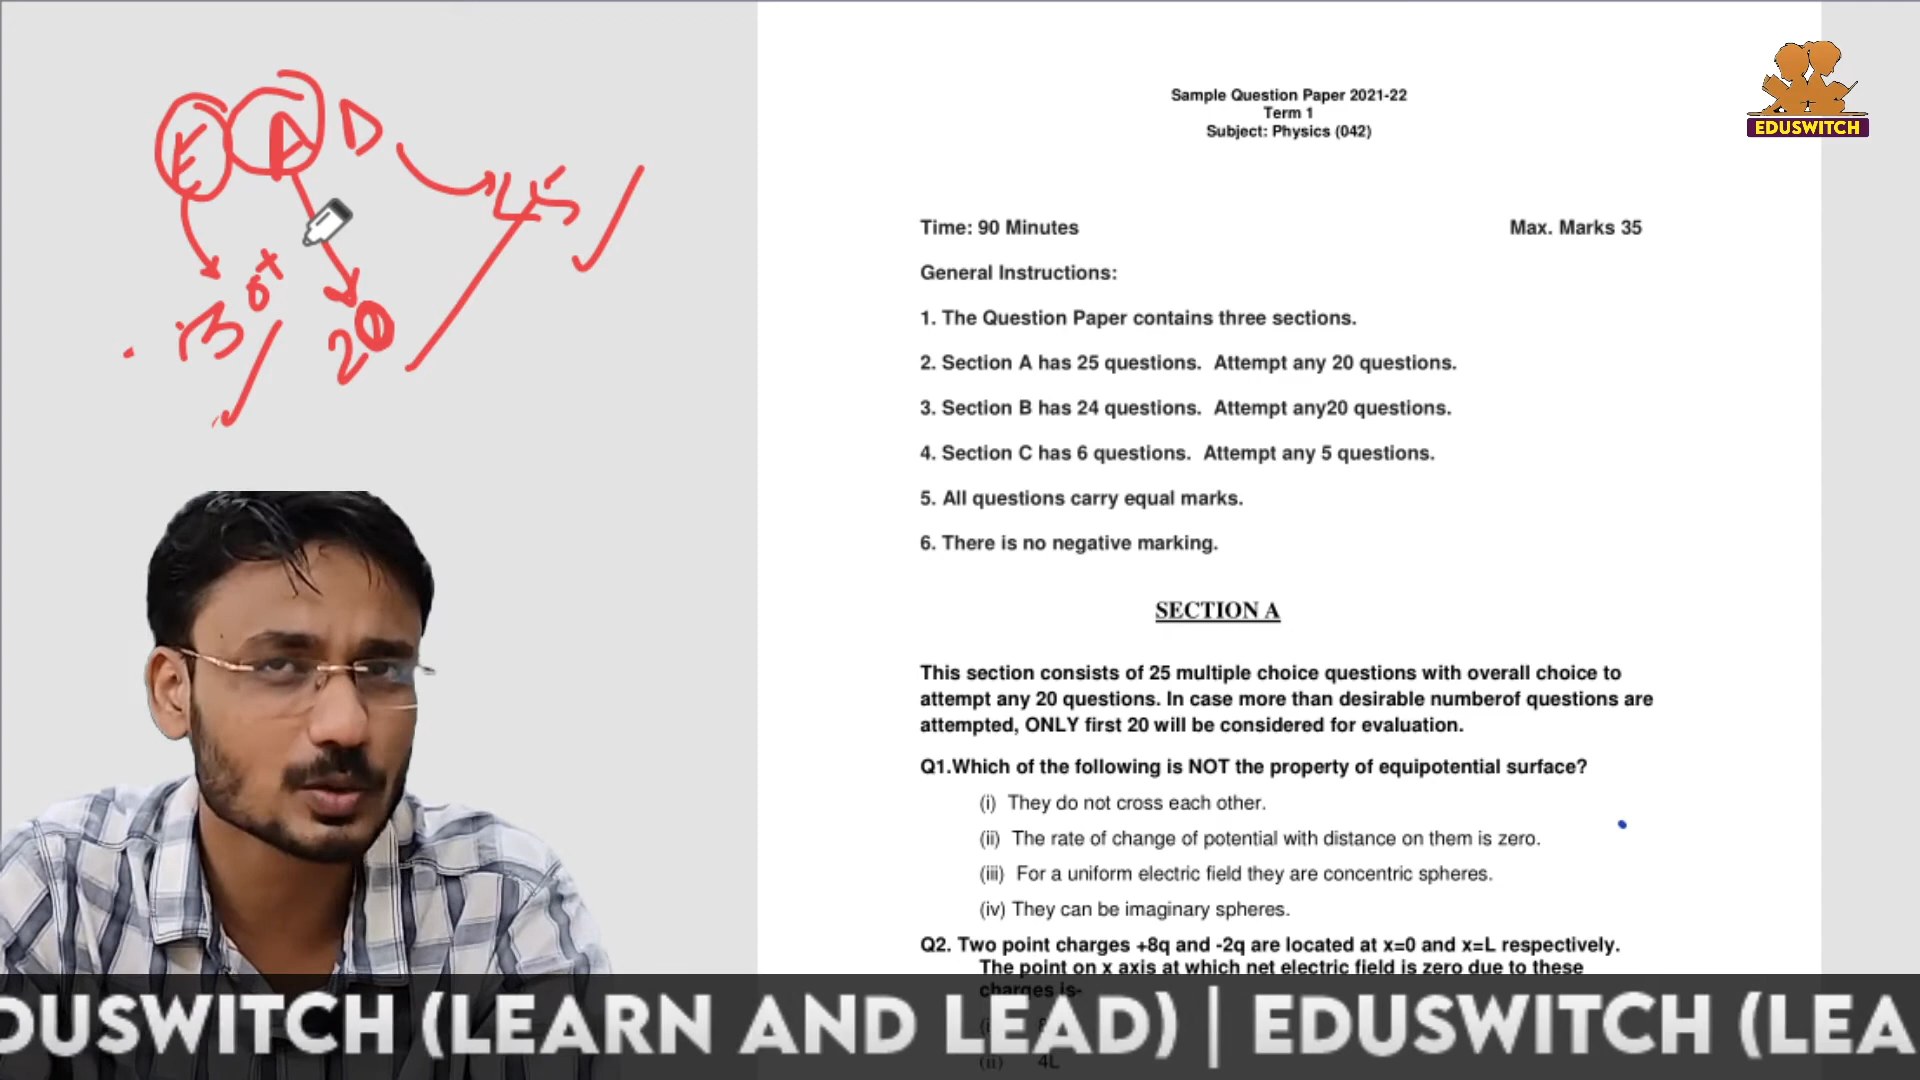 E A D
45
30+
20
EDUSWITCH
Sample Question Paper 2021-22
Term 1
Subject: Physics (042)
Time: 90 Minutes Max. Marks 35
General Instructions:
1. The Question Paper contains three sections.
2. Section A has 25 questions. Attempt any 20 questions.
3. Section B has 24 questions. Attempt any20 questions.
4. Section C has 6 questions. Attempt any 5 questions.
5. All questions carry equal marks.
6. There is no negative marking.
SECTION A
This section consists of 25 multiple choice questions with overall choice to
attempt any 20 questions. In case more than desirable numberof questions are
attempted, ONLY first 20 will be considered for evaluation.
Q1.Which of the following is NOT the property of equipotential surface?
(i) They do not cross each other.
(ii) The rate of change of potential with distance on them is zero.
(iii) For a uniform electric field they are concentric spheres.
(iv) They can be imaginary spheres.
Q2. Two point charges +8q and -2q are located at x=0 and x=L respectively.
The point on x axis at which net electric field is zero due to these
charges is-
(ii) 4L
DUSWITCH (LEARN AND LEAD) | EDUSWITCH (LEA